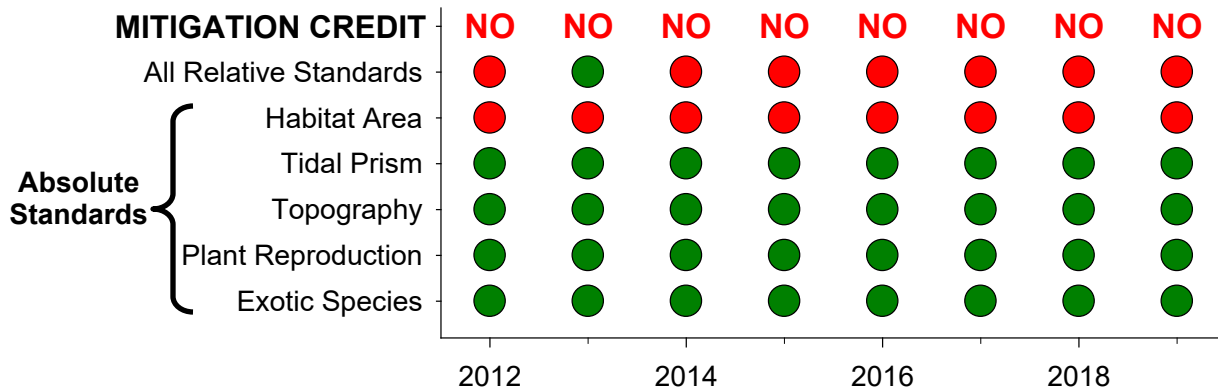 MITIGATION CREDIT NO NO NO NO NO NO NO NO
All Relative Standards
Habitat Area
Tidal Prism
Absolute
Standards
Topography
Plant Reproduction
Exotic Species
2012 2014 2016 2018